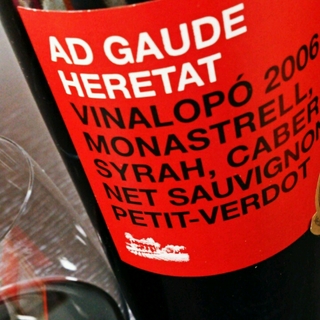 AD GAUDE
HERETAT
VINALOPÓ 2006
MONASTRELL,
SYRAH, CABER-
NET SAUVIGNON
PETIT-VERDOT